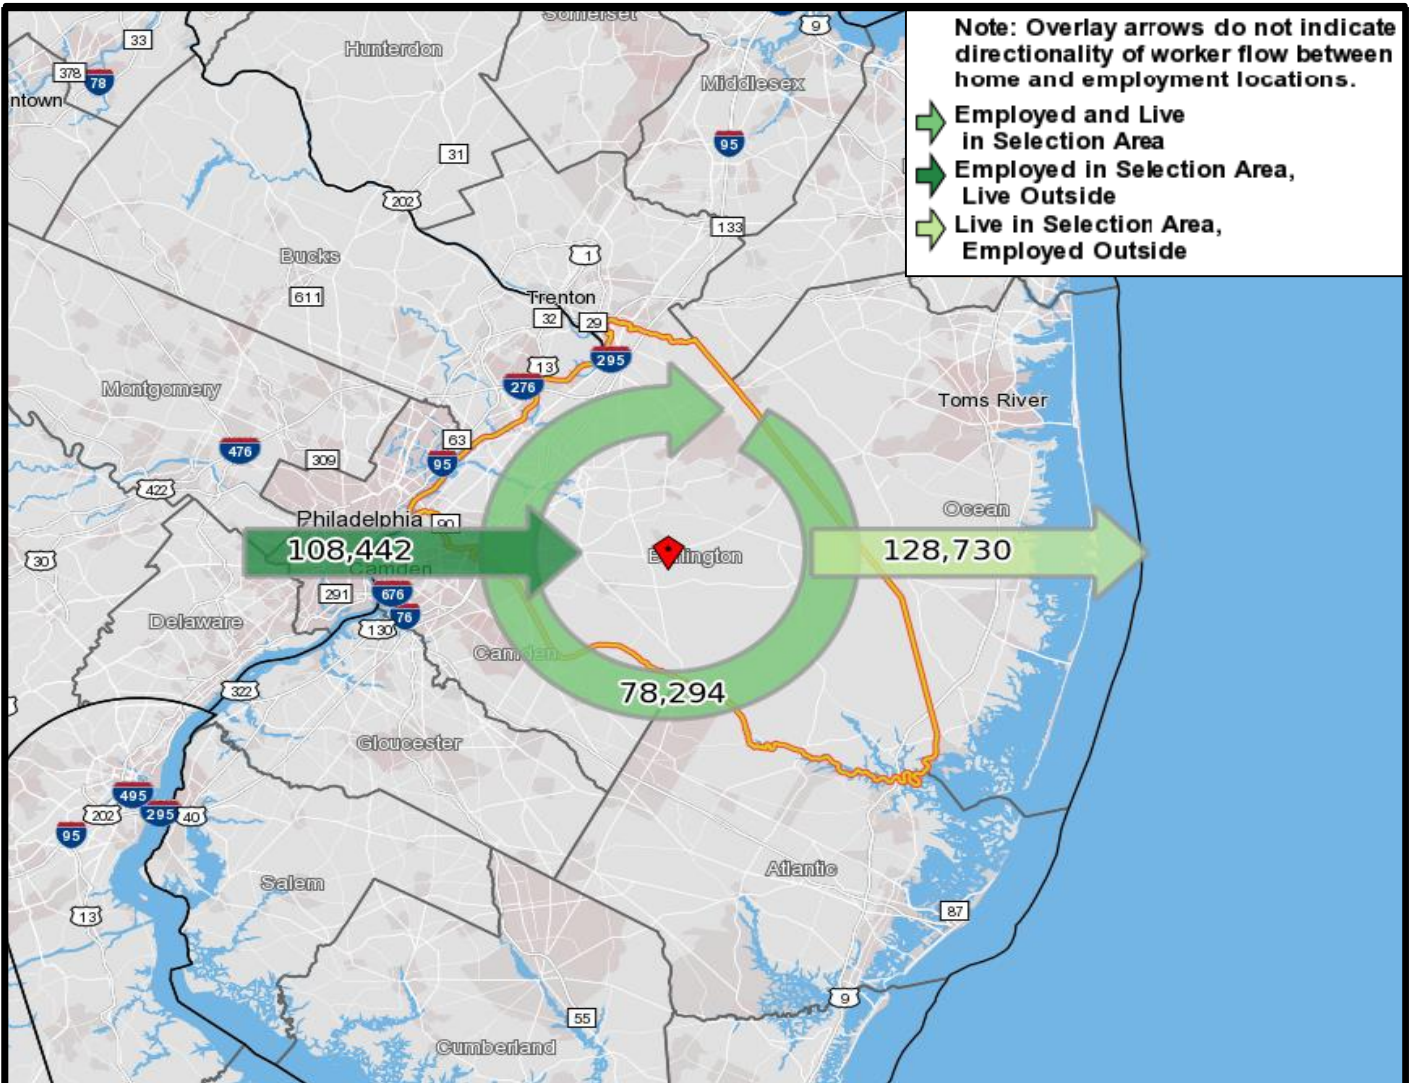 Somerset
9
Note: Overlay arrows do not indicate
directionality of worker flow between
home and employment locations.
Employed and Live
in Selection Area
Employed in Selection Area,
Live Outside
Live in Selection Area,
Employed Outside
33
Hunterdon
378
78
Middlesex
ntown
95
31
202
133
Bucks
1
611
Trenton
32
29
295
13
276
Montgomery
Toms River
63
476
309
95
422
Ocean
Philadelphia
90
108,442
128,730
30
Burlington
Camden
291
676
76
Delaware
130
Camden
322
78,294
Gloucester
495
202
295
40
95
Atlantic
Salem
87
13
9
55
Cumberland